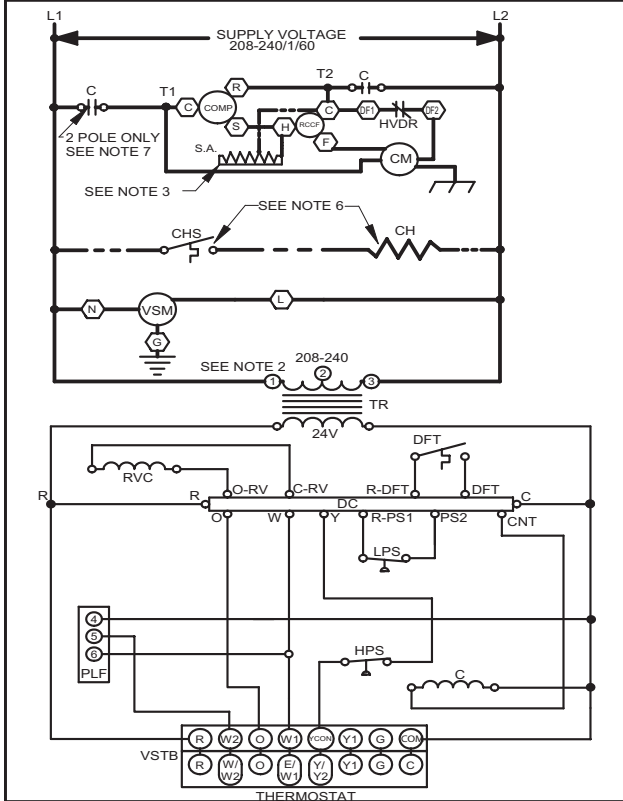 L1 L2
SUPPLY VOLTAGE
208-240/1/60
C T1 T2 C
C COMP R C DF1 HVDR DF2
S H RCCF
2 POLE ONLY
SEE NOTE 7
S.A. F CM
SEE NOTE 3
SEE NOTE 6
CHS CH
N VSM L
G
SEE NOTE 2 208-240
1 2 3
TR
24V
DFT
RVC O-RV C-RV R-DFT DFT
R R DC C
O W Y R-PS1 PS2 CNT
LPS
4
5
6
PLF
HPS C
R W2 O W1 YCON Y1 G COM
VSTB
R W/W2 O E/W1 Y/Y2 Y1 G C
THERMOSTAT